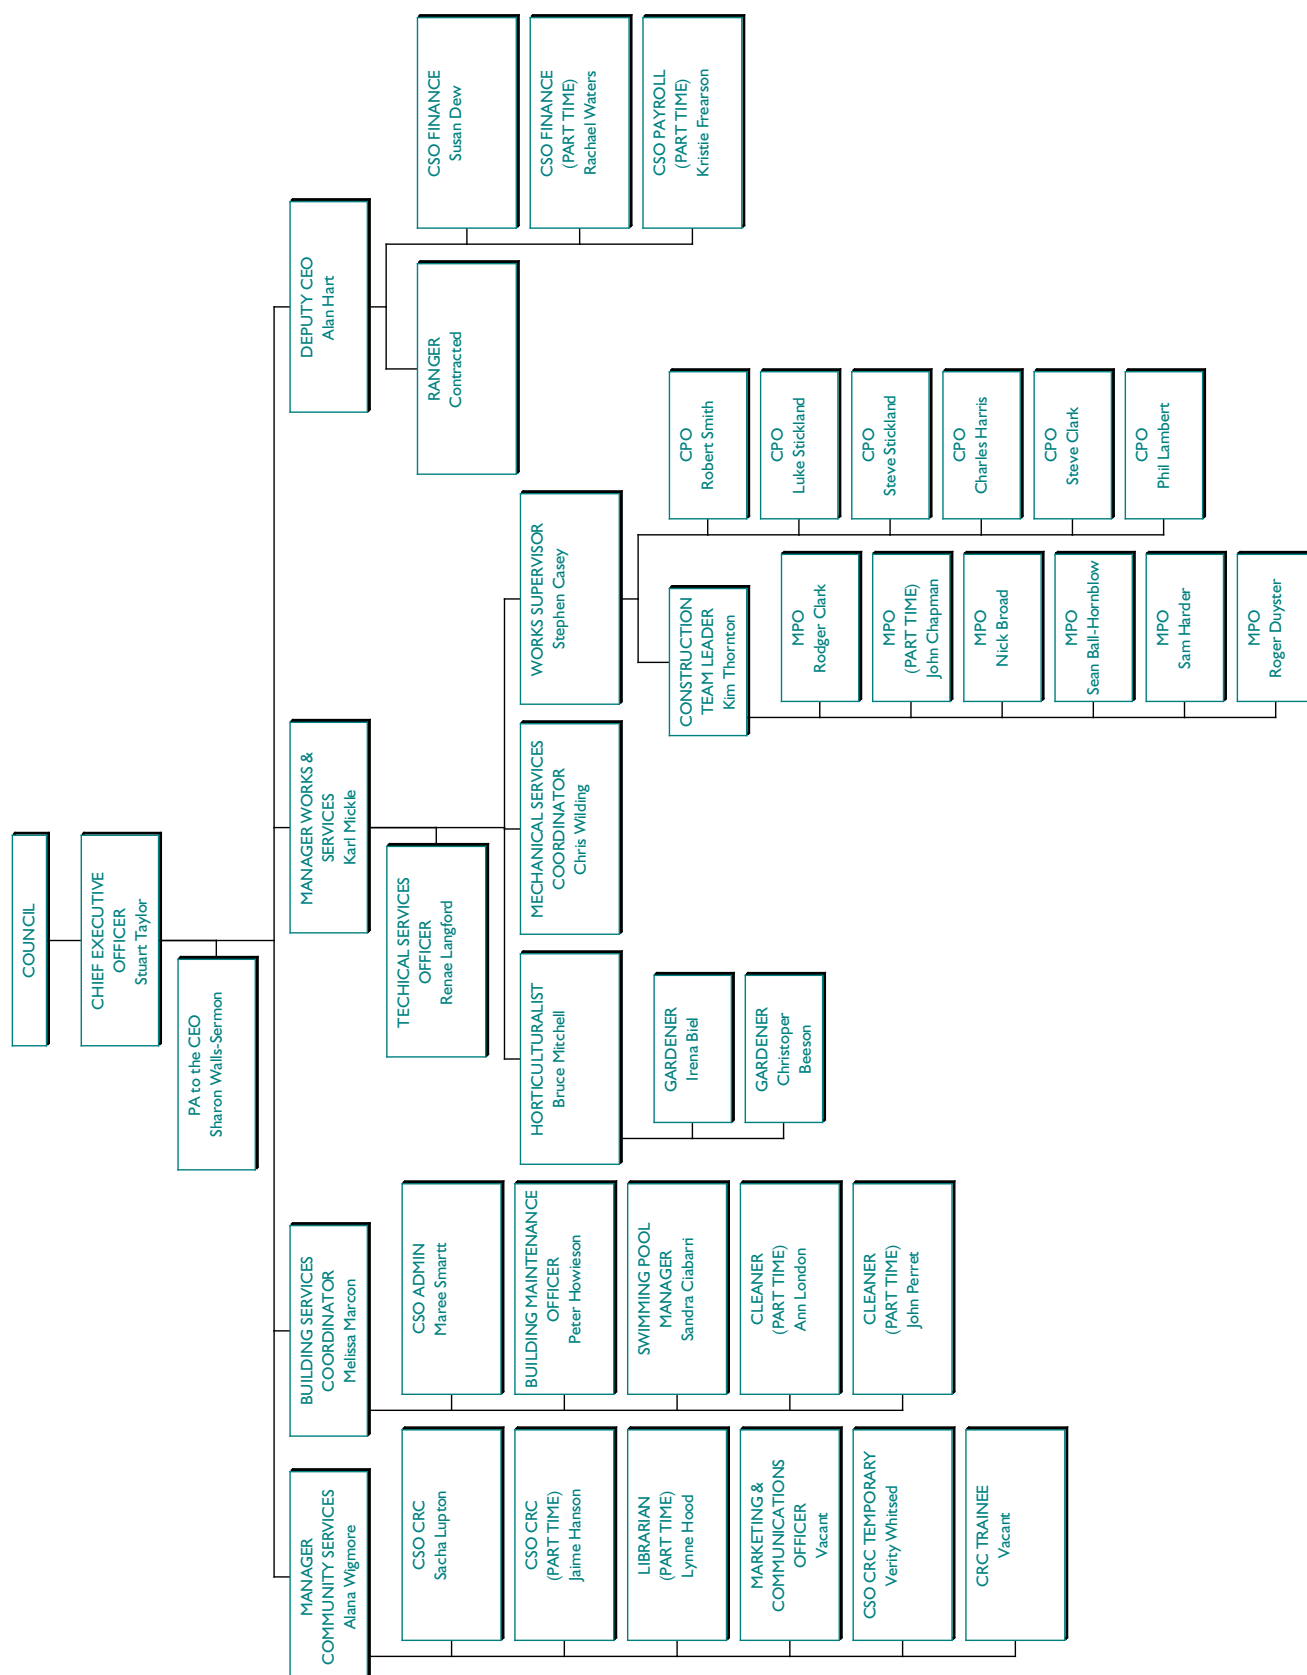 COUNCIL
CHIEF EXECUTIVE
OFFICER
Stuart Taylor
PA to the CEO
Sharon Walls-Sermon
MANAGER
COMMUNITY SERVICES
Alana Wigmore
BUILDING SERVICES
COORDINATOR
Melissa Marcon
MANAGER WORKS &
SERVICES
Karl Mickle
DEPUTY CEO
Alan Hart
CSO CRC
Sacha Lupton
CSO CRC
(PART TIME)
Jaime Hanson
LIBRARIAN
(PART TIME)
Lynne Hood
MARKETING &
COMMUNICATIONS
OFFICER
Vacant
CSO CRC TEMPORARY
Verity Whitsed
CRC TRAINEE
Vacant
CSO ADMIN
Maree Smartt
BUILDING MAINTENANCE
OFFICER
Peter Howieson
SWIMMING POOL
MANAGER
Sandra Ciabarri
CLEANER
(PART TIME)
Ann London
CLEANER
(PART TIME)
John Perret
TECHICAL SERVICES
OFFICER
Renae Langford
HORTICULTURALIST
Bruce Mitchell
GARDENER
Irena Biel
GARDENER
Christoper
Beeson
MECHANICAL SERVICES
COORDINATOR
Chris Wilding
WORKS SUPERVISOR
Stephen Casey
CONSTRUCTION
TEAM LEADER
Kim Thornton
MPO
Rodger Clark
MPO
(PART TIME)
John Chapman
MPO
Nick Broad
MPO
Sean Ball-Hornblow
MPO
Sam Harder
MPO
Roger Duyster
CPO
Robert Smith
CPO
Luke Stickland
CPO
Steve Stickland
CPO
Charles Harris
CPO
Steve Clark
CPO
Phil Lambert
RANGER
Contracted
CSO FINANCE
Susan Dew
CSO FINANCE
(PART TIME)
Rachael Waters
CSO PAYROLL
(PART TIME)
Kristie Frearson